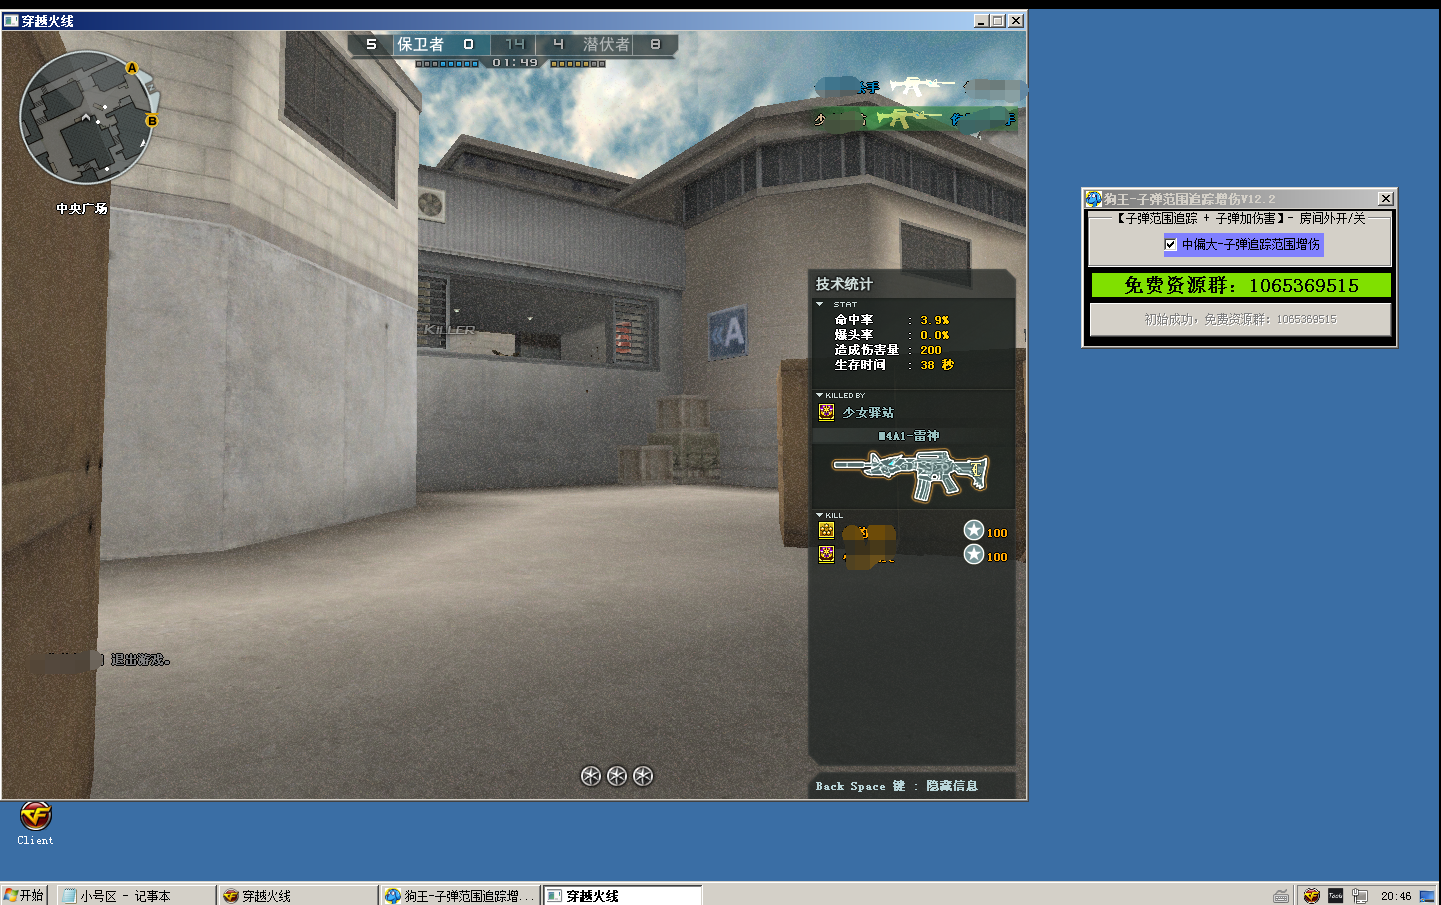 穿越火线
5 保卫者 0 14 4 潜伏者 8
01:49
A
B
中央广场
KILLER
A
技术统计
STAT
命中率 : 3.9%
爆头率 : 0.0%
造成伤害量 : 200
生存时间 : 38 秒
KILLED BY
少女驿站
M4A1-雷神
KILL
100
100
退出游戏。
Back Space 键 : 隐藏信息
狗王-子弹范围追踪增伤V12.2
【子弹范围追踪 + 子弹加伤害】- 房间外开/关
中偏大-子弹追踪范围增伤
免费资源群: 1065369515
初始成功, 免费资源群: 1065369515
Client
开始
小号区 - 记事本
穿越火线
狗王-子弹范围追踪增...
穿越火线
20:46